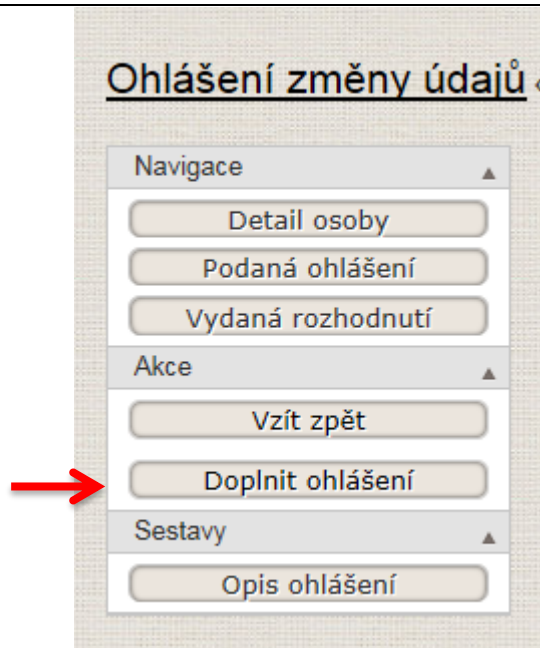 Ohlášení změny údajů
Navigace
Detail osoby
Podaná ohlášení
Vydaná rozhodnutí
Akce
Vzít zpět
Doplnit ohlášení
Sestavy
Opis ohlášení